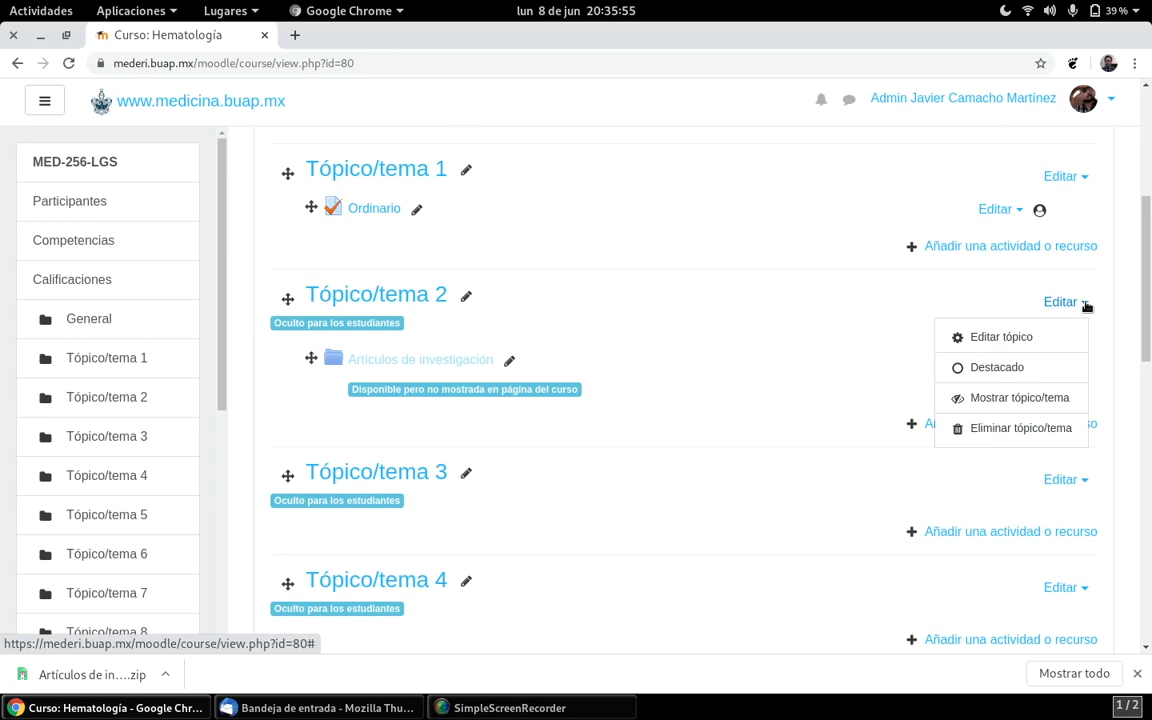 Actividades Aplicaciones Lugares Google Chrome lun 8 de jun 20:35:55 39 %
Curso: Hematología
mederi.buap.mx/moodle/course/view.php?id=80
www.medicina.buap.mx Admin Javier Camacho Martínez
MED-256-LGS
Participantes
Competencias
Calificaciones
General
Tópico/tema 1
Tópico/tema 2
Tópico/tema 3
Tópico/tema 4
Tópico/tema 5
Tópico/tema 6
Tópico/tema 7
Tópico/tema 8
Tópico/tema 1 Editar
Ordinario Editar
Añadir una actividad o recurso
Tópico/tema 2 Editar
Oculto para los estudiantes
Artículos de investigación
Disponible pero no mostrada en página del curso
Editar tópico
Destacado
Mostrar tópico/tema
Eliminar tópico/tema
Tópico/tema 3 Editar
Oculto para los estudiantes
Añadir una actividad o recurso
Tópico/tema 4 Editar
Oculto para los estudiantes
Añadir una actividad o recurso
https://mederi.buap.mx/moodle/course/view.php?id=80#
Artículos de in....zip Mostrar todo
Curso: Hematología - Google Chr... Bandeja de entrada - Mozilla Thu... SimpleScreenRecorder 1 / 2